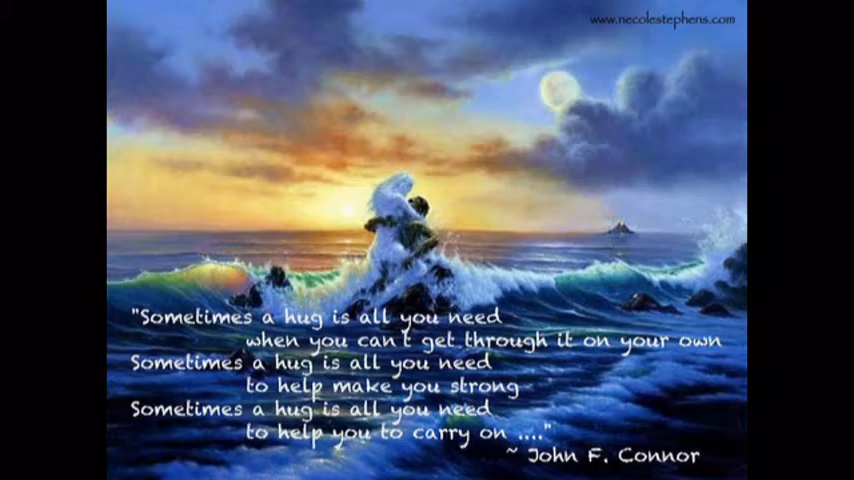 www.necolestephens.com
"Sometimes a hug is all you need
when you can't get through it on your own
Sometimes a hug is all you need
to help make you strong
Sometimes a hug is all you need
to help you to carry on ...."
~ John F. Connor